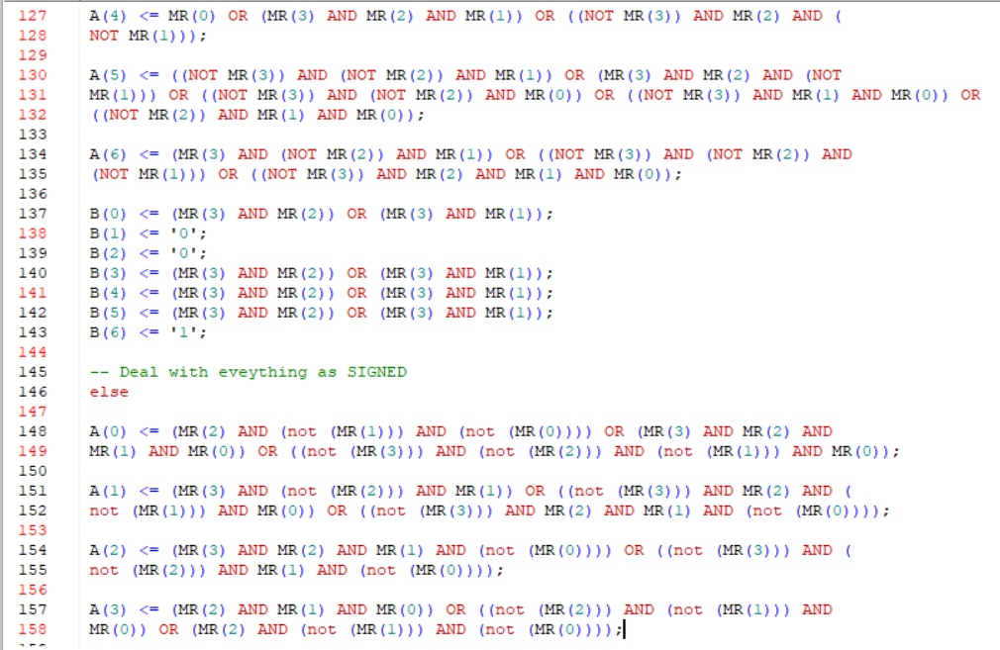 127 A(4) <= MR(0) OR (MR(3) AND MR(2) AND MR(1)) OR ((NOT MR(3)) AND MR(2) AND (
128 NOT MR(1)));
129
130 A(5) <= ((NOT MR(3)) AND (NOT MR(2)) AND MR(1)) OR (MR(3) AND MR(2) AND (NOT
131 MR(1))) OR ((NOT MR(3)) AND (NOT MR(2)) AND MR(0)) OR ((NOT MR(3)) AND MR(1) AND MR(0)) OR
132 ((NOT MR(2)) AND MR(1) AND MR(0));
133
134 A(6) <= (MR(3) AND (NOT MR(2)) AND MR(1)) OR ((NOT MR(3)) AND (NOT MR(2)) AND
135 (NOT MR(1))) OR ((NOT MR(3)) AND MR(2) AND MR(1) AND MR(0));
136
137 B(0) <= (MR(3) AND MR(2)) OR (MR(3) AND MR(1));
138 B(1) <= '0';
139 B(2) <= '0';
140 B(3) <= (MR(3) AND MR(2)) OR (MR(3) AND MR(1));
141 B(4) <= (MR(3) AND MR(2)) OR (MR(3) AND MR(1));
142 B(5) <= (MR(3) AND MR(2)) OR (MR(3) AND MR(1));
143 B(6) <= '1';
144
145 -- Deal with eveything as SIGNED
146 else
147
148 A(0) <= (MR(2) AND (not (MR(1))) AND (not (MR(0)))) OR (MR(3) AND MR(2) AND
149 MR(1) AND MR(0)) OR ((not (MR(3))) AND (not (MR(2))) AND (not (MR(1))) AND MR(0));
150
151 A(1) <= (MR(3) AND (not (MR(2))) AND MR(1)) OR ((not (MR(3))) AND MR(2) AND (
152 not (MR(1))) AND MR(0)) OR ((not (MR(3))) AND MR(2) AND MR(1) AND (not (MR(0))));
153
154 A(2) <= (MR(3) AND MR(2) AND MR(1) AND (not (MR(0)))) OR ((not (MR(3))) AND (
155 not (MR(2))) AND MR(1) AND (not (MR(0))));
156
157 A(3) <= (MR(2) AND MR(1) AND MR(0)) OR ((not (MR(2))) AND (not (MR(1))) AND
158 MR(0)) OR (MR(2) AND (not (MR(1))) AND (not (MR(0))));